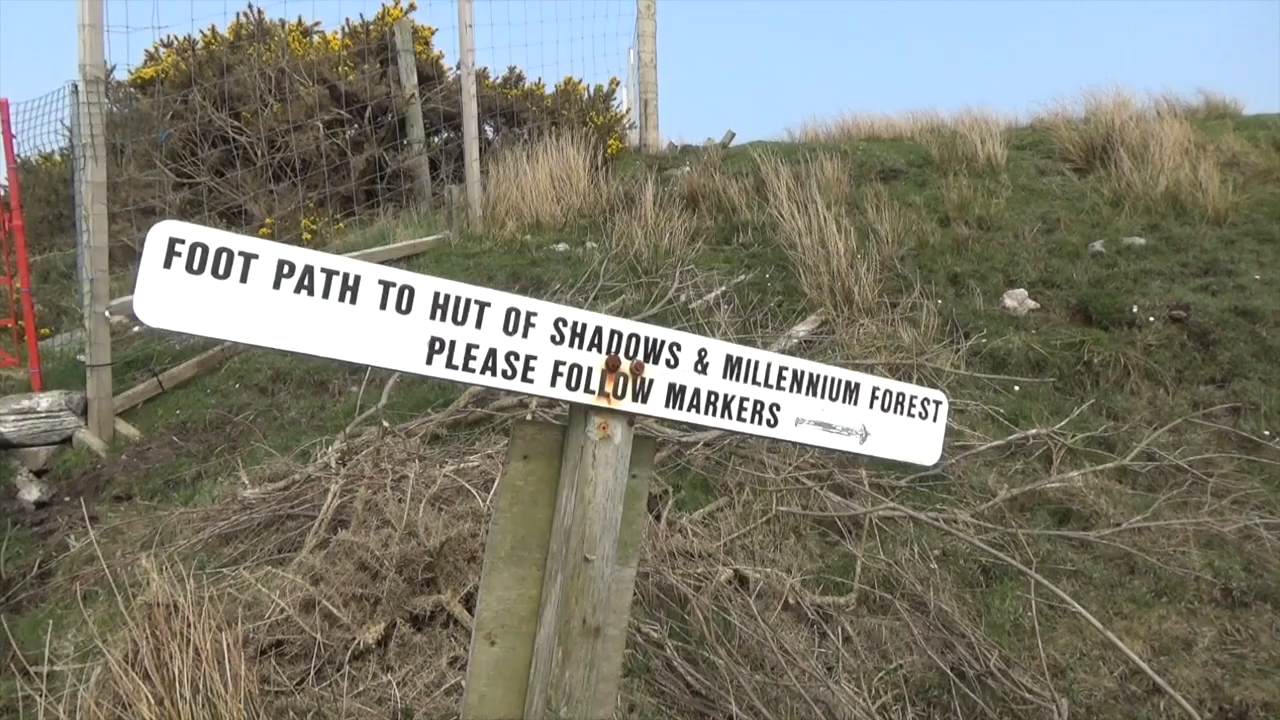 FOOT PATH TO HUT OF SHADOWS & MILLENNIUM FOREST
PLEASE FOLLOW MARKERS